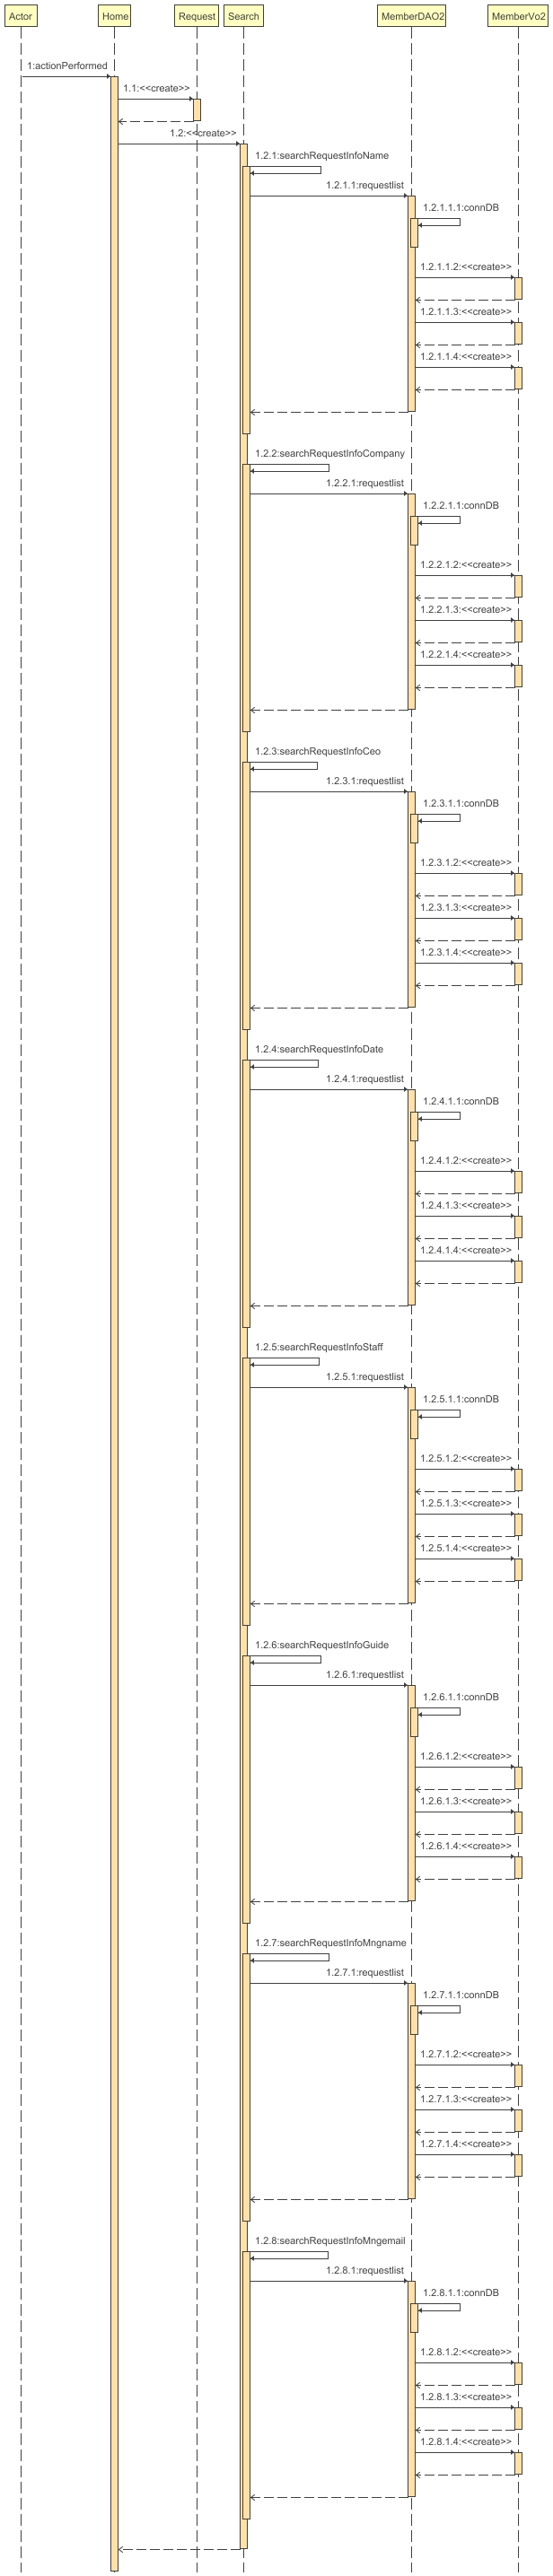 Actor Home Request Search MemberDAO2 MemberVo2
1:actionPerformed
1.1:<<create>>
1.2:<<create>>
1.2.1:searchRequestInfoName
1.2.1.1:requestlist
1.2.1.1.1:connDB
1.2.1.1.2:<<create>>
1.2.1.1.3:<<create>>
1.2.1.1.4:<<create>>
1.2.2:searchRequestInfoCompany
1.2.2.1:requestlist
1.2.2.1.1:connDB
1.2.2.1.2:<<create>>
1.2.2.1.3:<<create>>
1.2.2.1.4:<<create>>
1.2.3:searchRequestInfoCeo
1.2.3.1:requestlist
1.2.3.1.1:connDB
1.2.3.1.2:<<create>>
1.2.3.1.3:<<create>>
1.2.3.1.4:<<create>>
1.2.4:searchRequestInfoDate
1.2.4.1:requestlist
1.2.4.1.1:connDB
1.2.4.1.2:<<create>>
1.2.4.1.3:<<create>>
1.2.4.1.4:<<create>>
1.2.5:searchRequestInfoStaff
1.2.5.1:requestlist
1.2.5.1.1:connDB
1.2.5.1.2:<<create>>
1.2.5.1.3:<<create>>
1.2.5.1.4:<<create>>
1.2.6:searchRequestInfoGuide
1.2.6.1:requestlist
1.2.6.1.1:connDB
1.2.6.1.2:<<create>>
1.2.6.1.3:<<create>>
1.2.6.1.4:<<create>>
1.2.7:searchRequestInfoMngname
1.2.7.1:requestlist
1.2.7.1.1:connDB
1.2.7.1.2:<<create>>
1.2.7.1.3:<<create>>
1.2.7.1.4:<<create>>
1.2.8:searchRequestInfoMngemail
1.2.8.1:requestlist
1.2.8.1.1:connDB
1.2.8.1.2:<<create>>
1.2.8.1.3:<<create>>
1.2.8.1.4:<<create>>